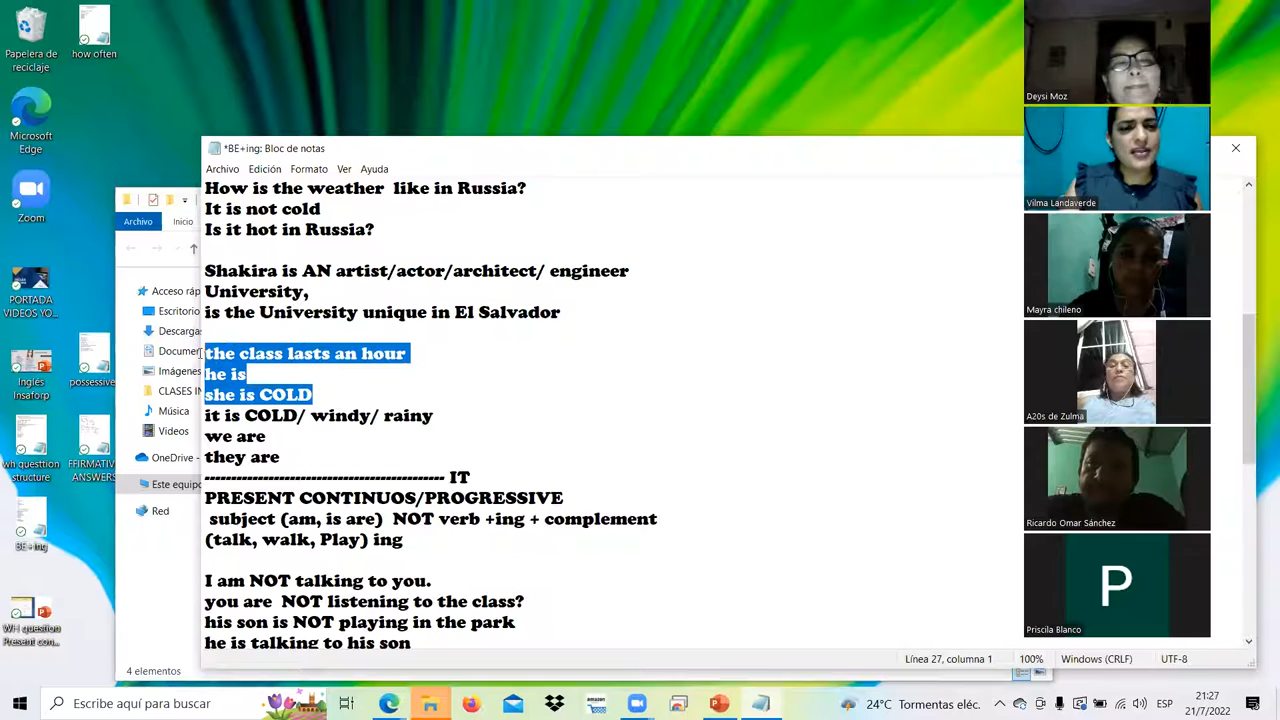 Papelera de
reciclaje
how often
Microsoft
Edge
Zoom
PORTADA
VIDEOS YO...
Inglés
Insaforp
possessive
wh questtion
structure
FFIRMATIV
ANSWERS
BE+ing
WH question
Present con...
Archivo
Inicio
Acceso ráp
Escritorio
Descargas
Documen
Imágenes
CLASES IN
Música
Videos
OneDrive -
Este equipo
Red
4 elementos
*BE+ing: Bloc de notas
Archivo Edición Formato Ver Ayuda
How is the weather  like in Russia?
It is not cold
Is it hot in Russia?
Shakira is AN artist/actor/architect/ engineer
University,
is the University unique in El Salvador
the class lasts an hour
he is
she is COLD
it is COLD/ windy/ rainy
we are
they are
--------------------------------------------- IT
PRESENT CONTINUOS/PROGRESSIVE
subject (am, is are)  NOT verb +ing + complement
(talk, walk, Play) ing
I am NOT talking to you.
you are  NOT listening to the class?
his son is NOT playing in the park
he is talking to his son
Línea 27, columna 1 100% Windows (CRLF) UTF-8
Deysi Moz
Vilma Landaverde
Mayra chileno
A20s de Zulma
Ricardo Omar Sánchez
P
Priscila Blanco
Escribe aquí para buscar
amazon
24°C Tormentas eléc.
ESP
21:27
21/7/2022